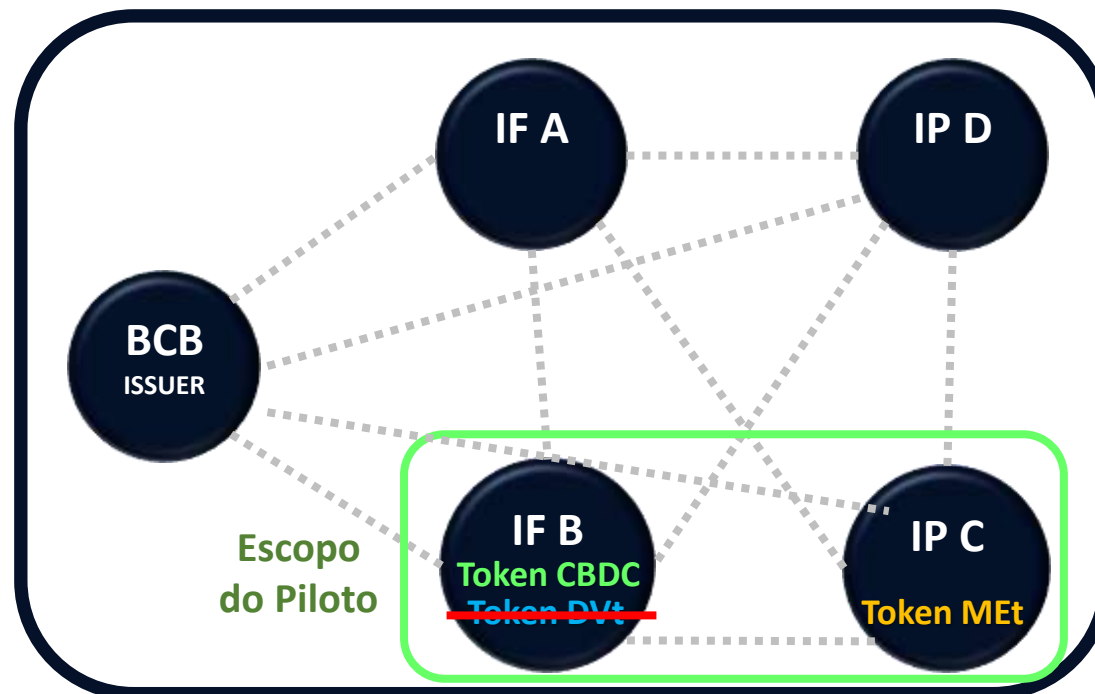 IF A
IP D
BCB
ISSUER
Escopo
do Piloto
IF B
Token CBDC
Token DVt
IP C
Token MEt